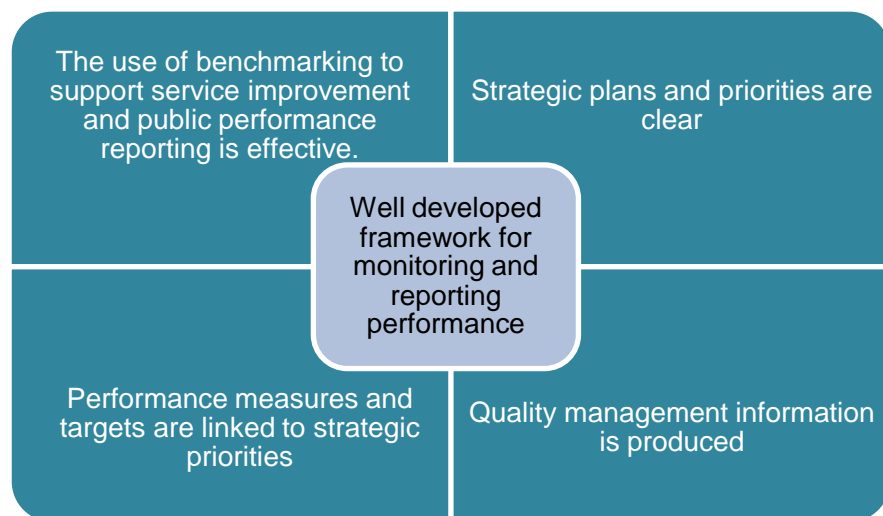 The use of benchmarking to
support service improvement
and public performance
reporting is effective.
Strategic plans and priorities are
clear
Well developed
framework for
monitoring and
reporting
performance
Performance measures and
targets are linked to strategic
priorities
Quality management information
is produced